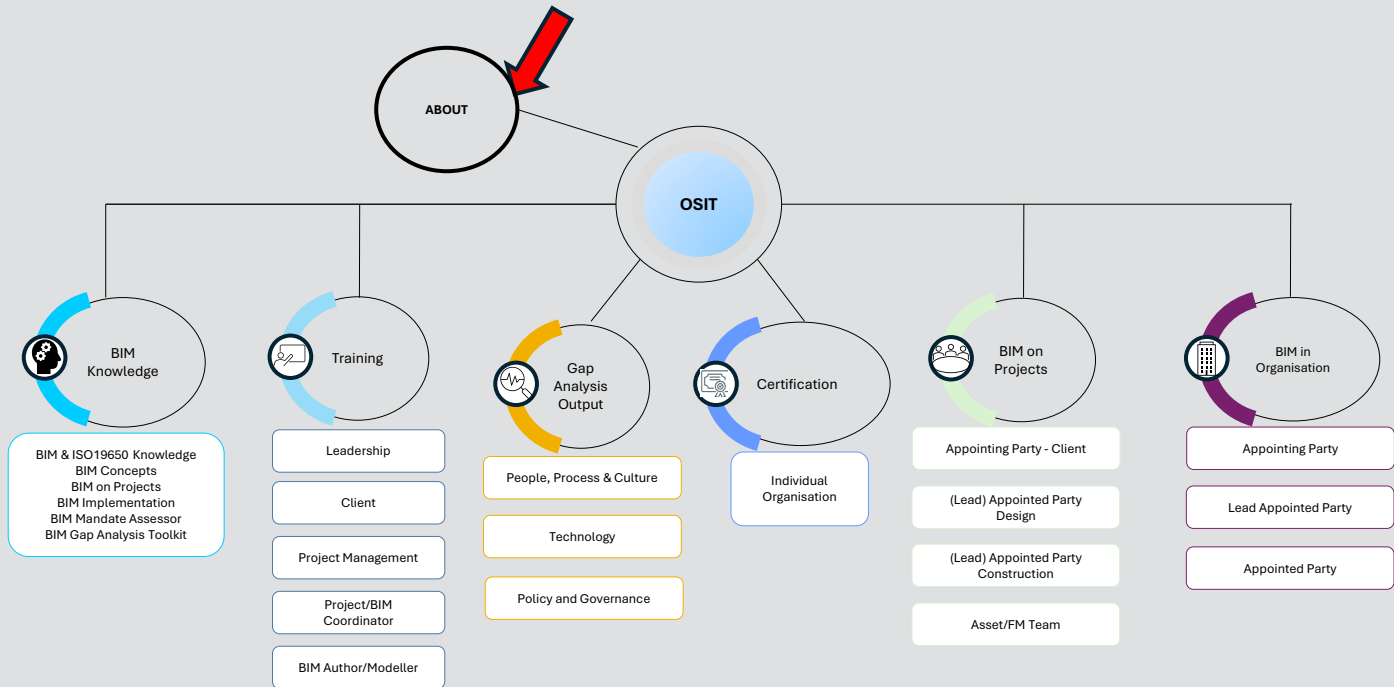 ABOUT
OSIT
BIM
Knowledge
BIM & ISO19650 Knowledge
BIM Concepts
BIM on Projects
BIM Implementation
BIM Mandate Assessor
BIM Gap Analysis Toolkit
Training
Leadership
Client
Project Management
Project/BIM
Coordinator
BIM Author/Modeller
Gap
Analysis
Output
People, Process & Culture
Technology
Policy and Governance
Certification
Individual
Organisation
BIM on
Projects
Appointing Party - Client
(Lead) Appointed Party
Design
(Lead) Appointed Party
Construction
Asset/FM Team
BIM in
Organisation
Appointing Party
Lead Appointed Party
Appointed Party